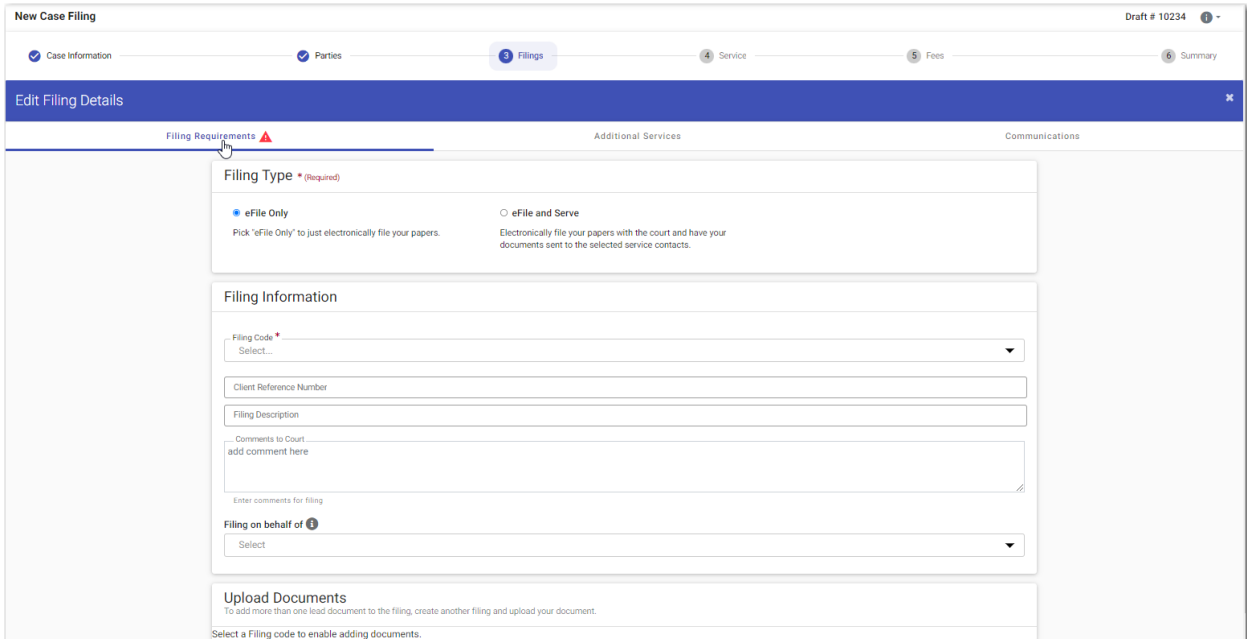 New Case Filing
Draft # 10234
Case Information
Parties
3 Filings
4 Service
5 Fees
6 Summary
Edit Filing Details
Filing Requirements
Additional Services
Communications
Filing Type * (Required)
eFile Only
eFile and Serve
Pick "eFile Only" to just electronically file your papers.
Electronically file your papers with the court and have your
documents sent to the selected service contacts.
Filing Information
Filing Code *
Select...
Client Reference Number
Filing Description
Comments to Court
add comment here
Enter comments for filing
Filing on behalf of
Select
Upload Documents
To add more than one lead document to the filing, create another filing and upload your document.
Select a Filing code to enable adding documents.